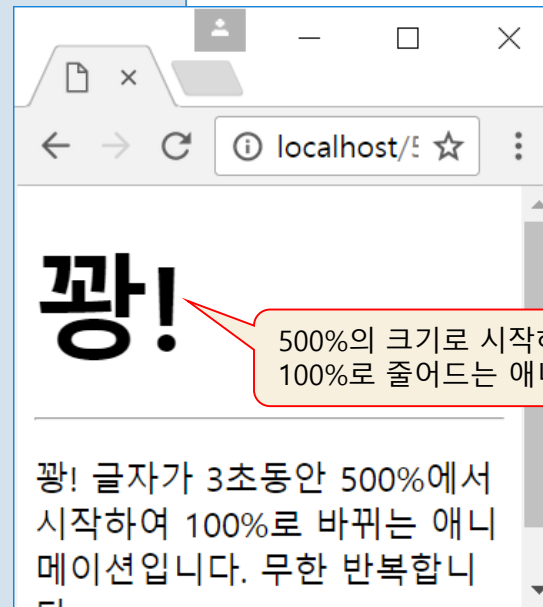 localhost/5
꽝!
500%의 크기로 시작하
100%로 줄어드는 애니
꽝! 글자가 3초동안 500%에서
시작하여 100%로 바뀌는 애니
메이션입니다. 무한 반복합니